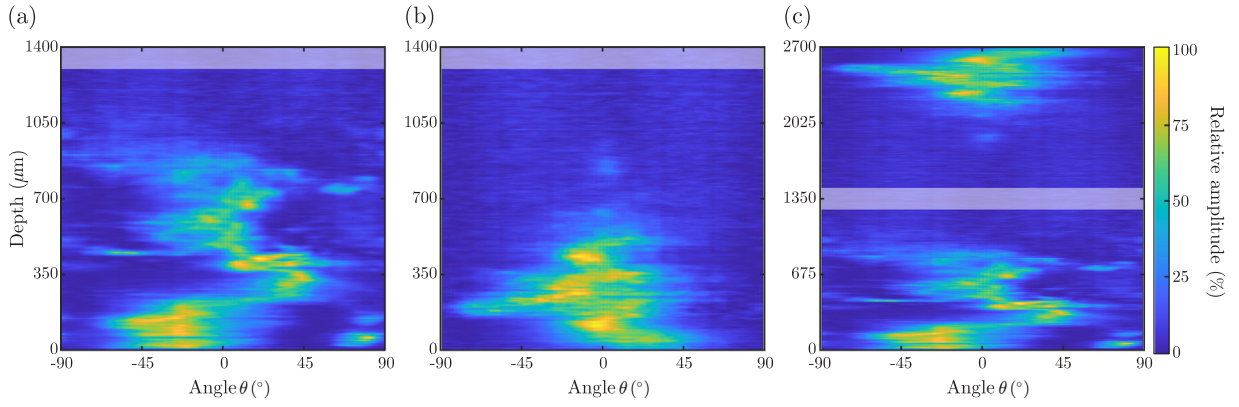 (a) (b) (c)
1400 1050 700 350 0
Depth (μm)
-90 -45 0 45 90
Angle θ (°)
1400 1050 700 350 0
-90 -45 0 45 90
Angle θ (°)
2700 2025 1350 675 0
-90 -45 0 45 90
Angle θ (°)
100 75 50 25 0
Relative amplitude (%)